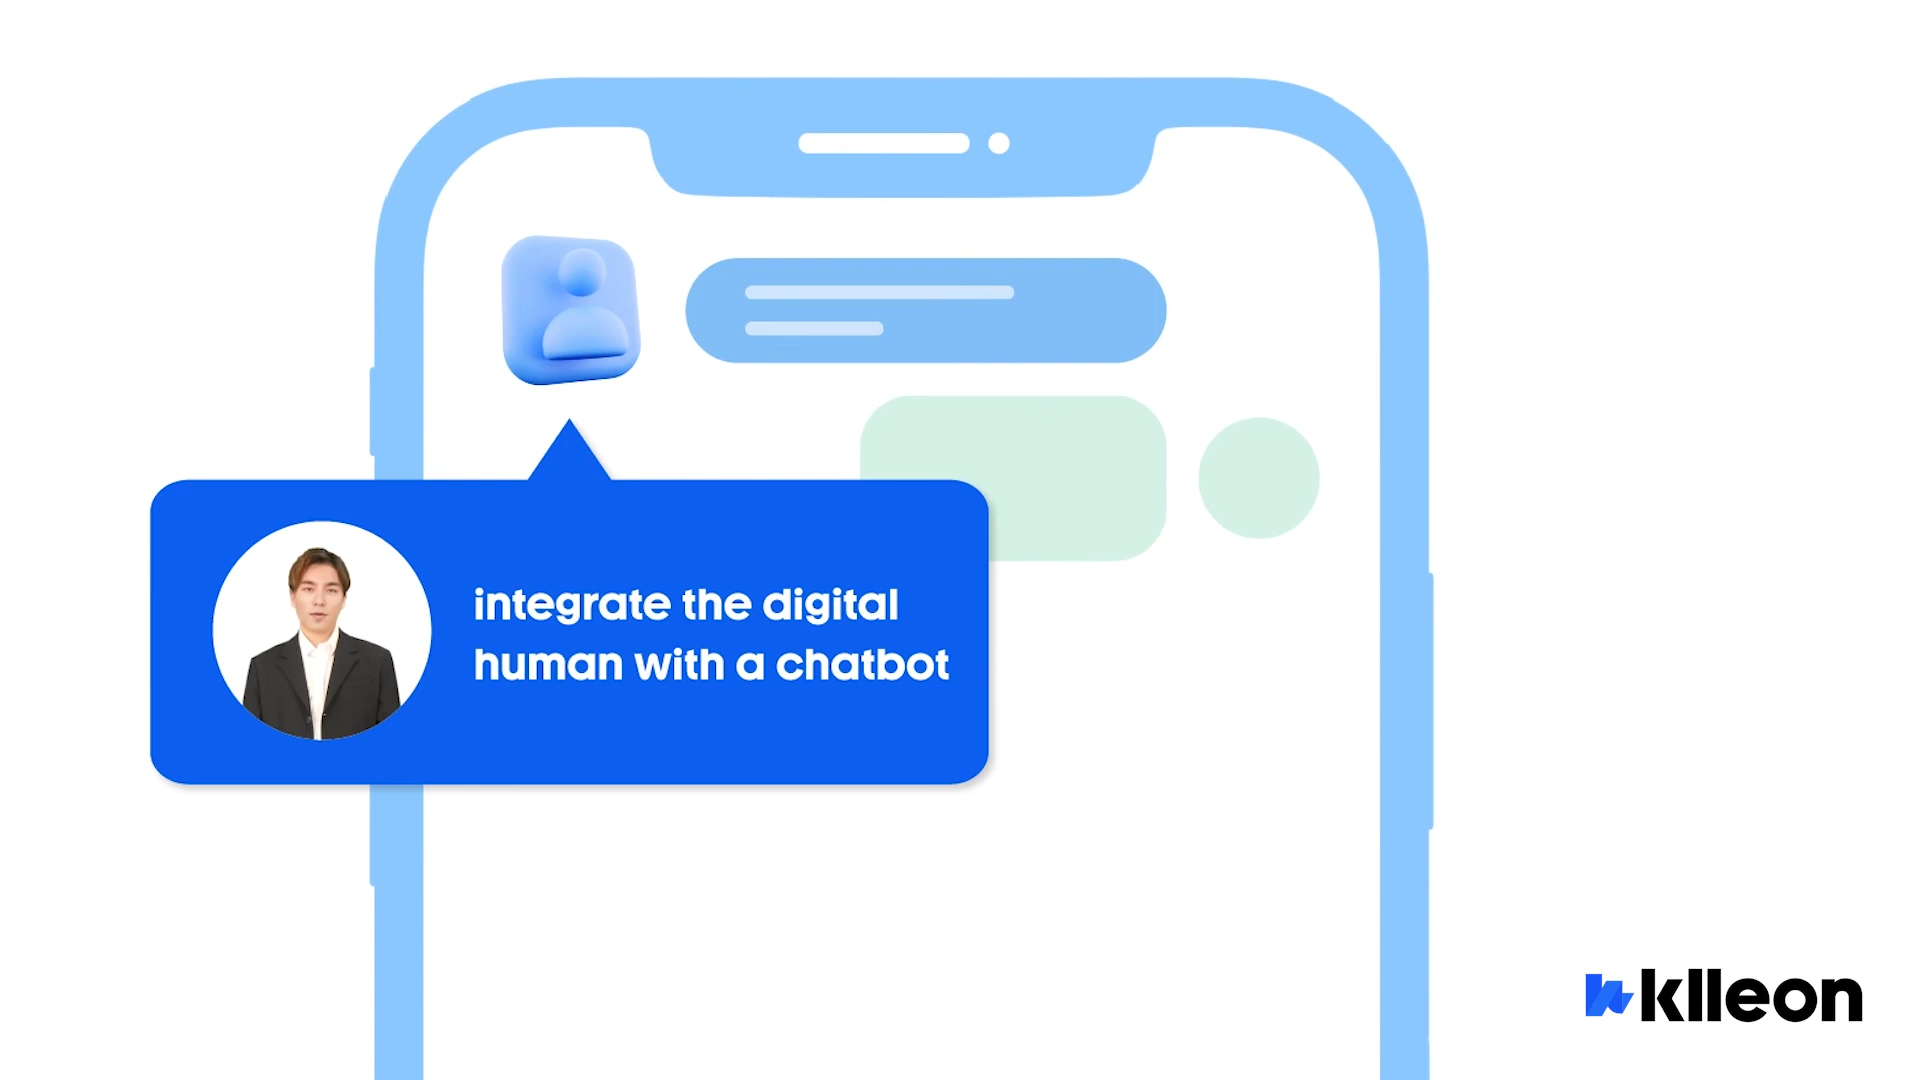 integrate the digital
human with a chatbot
klleon